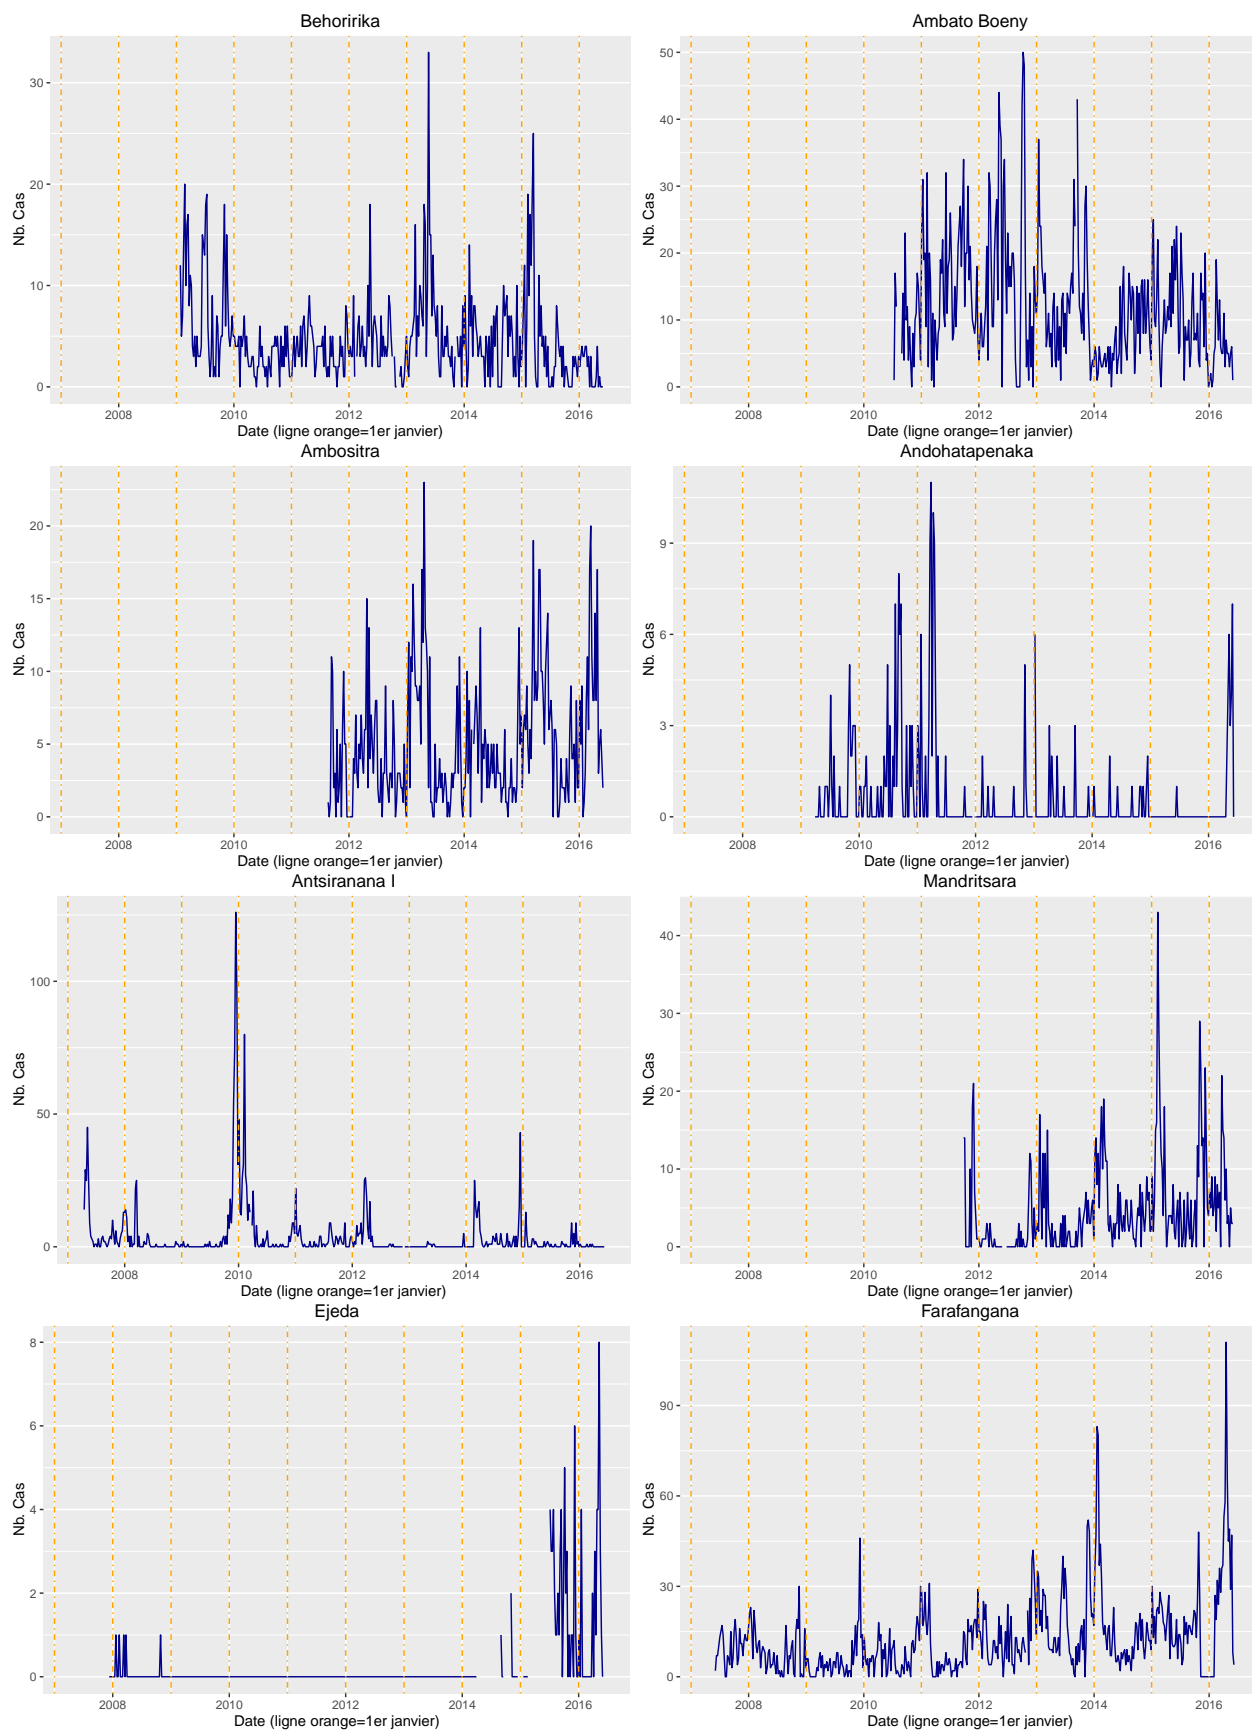 Behoririka
Nb. Cas
30
20
10
0
2008 2010 2012 2014 2016
Date (ligne orange=1er janvier)
Ambato Boeny
Nb. Cas
50
40
30
20
10
0
2008 2010 2012 2014 2016
Date (ligne orange=1er janvier)
Ambositra
Nb. Cas
20
15
10
5
0
2008 2010 2012 2014 2016
Date (ligne orange=1er janvier)
Andohatapenaka
Nb. Cas
9
6
3
0
2008 2010 2012 2014 2016
Date (ligne orange=1er janvier)
Antsiranana I
Nb. Cas
100
50
0
2008 2010 2012 2014 2016
Date (ligne orange=1er janvier)
Mandritsara
Nb. Cas
40
30
20
10
0
2008 2010 2012 2014 2016
Date (ligne orange=1er janvier)
Ejeda
Nb. Cas
8
6
4
2
0
2008 2010 2012 2014 2016
Date (ligne orange=1er janvier)
Farafangana
Nb. Cas
90
60
30
0
2008 2010 2012 2014 2016
Date (ligne orange=1er janvier)